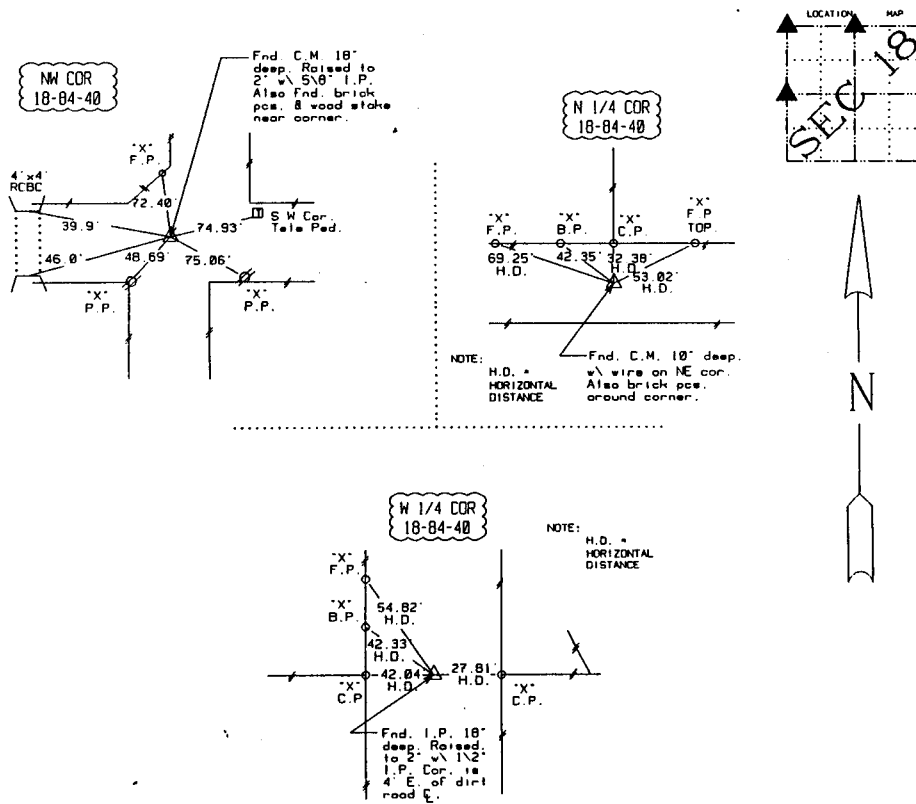 LOCATION MAP
SEC 18
NW COR
18-84-40
Fnd. C.M. 18"
deep. Raised to
2" w\ 5\8" I.P.
Also Fnd. brick
pcs. & wood stake
near corner.
"X"
F.P.
4'x4'
RCBC
72.40'
39.9'
74.93'
S W Cor.
Tele Ped.
46.0'
48.69'
75.06'
"X"
P.P.
"X"
P.P.
N 1/4 COR
18-84-40
"X"
F.P.
"X"
B.P.
"X"
C.P.
"X"
F.P
TOP.
69.25'
H.D.
42.35'
32.38'
H.D.
53.02'
H.D.
NOTE:
H.D. =
HORIZONTAL
DISTANCE
Fnd. C.M. 10" deep.
w\ wire on NE cor.
Also brick pcs.
around corner.
N
W 1/4 COR
18-84-40
NOTE:
H.D. =
HORIZONTAL
DISTANCE
"X"
F.P.
54.82'
H.D.
"X"
B.P.
42.33'
H.D.
42.04'
H.D.
27.81'
H.D.
"X"
C.P
"X"
C.P.
Fnd. I.P. 18"
deep. Raised
to 2" w\ 1\2"
I.P. Cor. is
4' E. of dirt
road ℄.